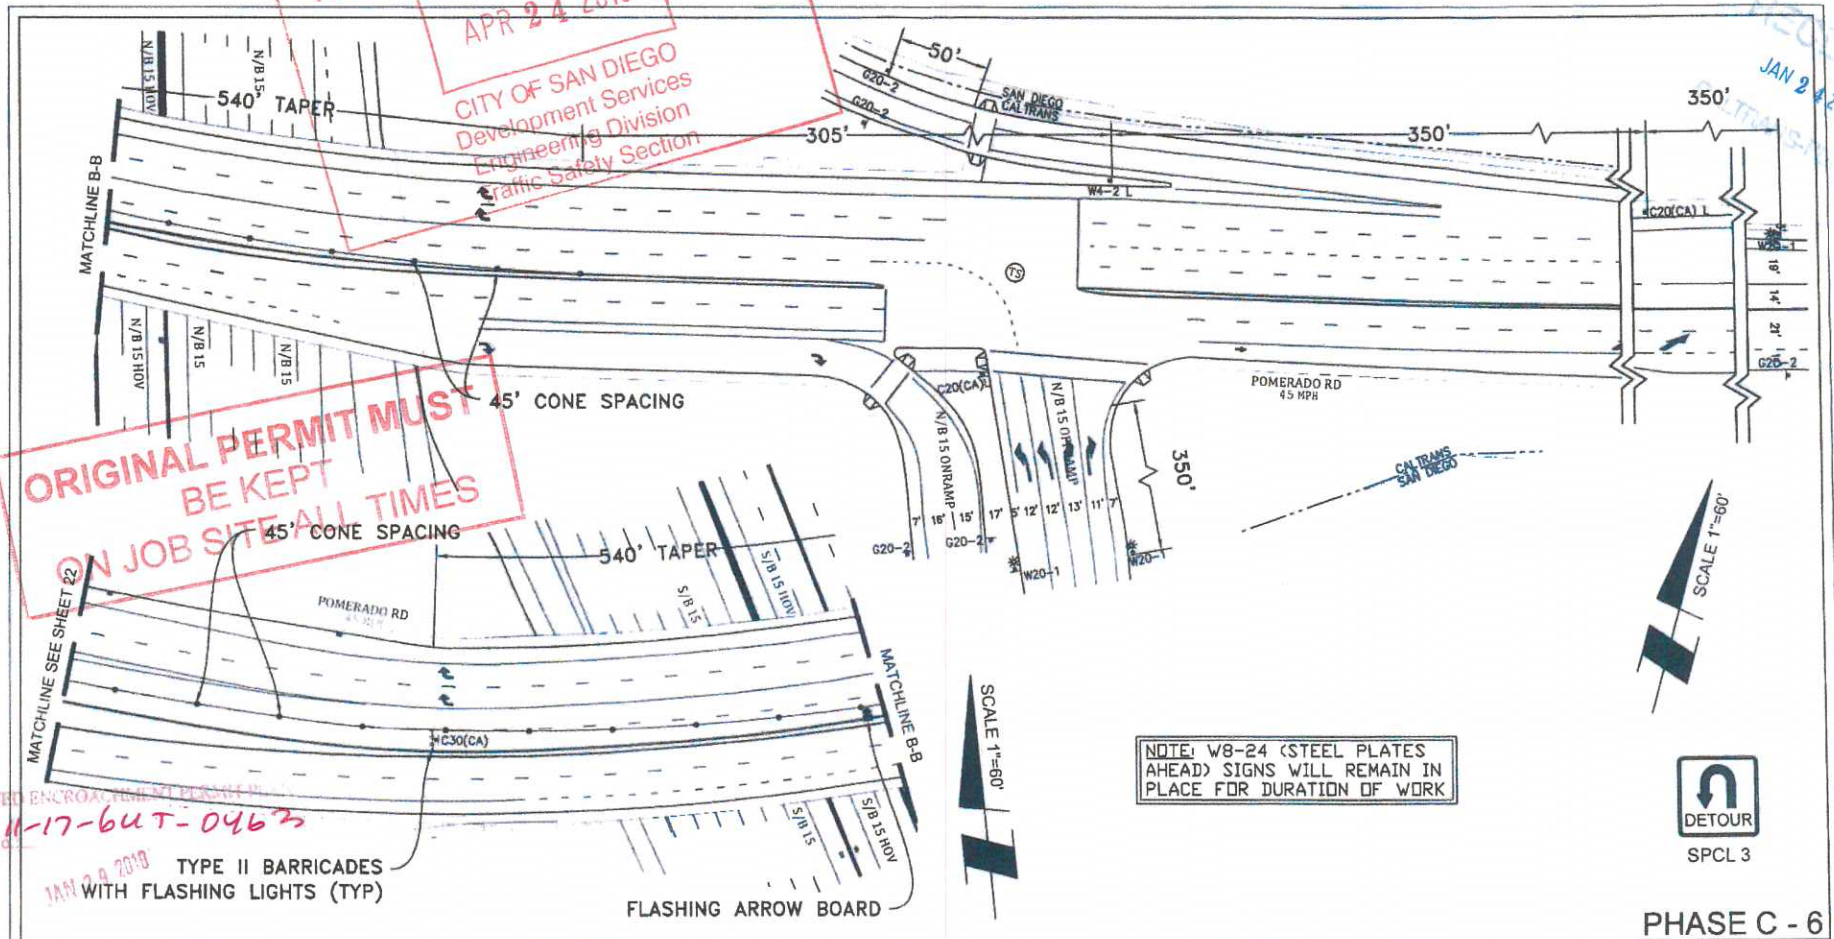 APR 24
CITY OF SAN DIEGO
Development Services
Engineering Division
Traffic Safety Section
JAN 24
N/B 15 HOV
N/B 15
540' TAPER
50'
G20-2
G20-2
SAN DIEGO
CALTRANS
305'
350'
350'
W4-2 L
C20(CA) L
W20-1
19'
14'
21'
G20-2
MATCHLINE B-B
TS
N/B 15 HOV
N/B 15
N/B 15
45' CONE SPACING
C20(CA)L
N/B 15 ONRAMP
N/B 15 OFFRAMP
POMERADO RD
45 MPH
350'
CALTRANS
SAN DIEGO
7' 16' 15' 17' 5' 12' 12' 13' 11' 7'
G20-2
G20-2
W20-1
W20-1
ORIGINAL PERMIT MUST
BE KEPT
ON JOB SITE ALL TIMES
45' CONE SPACING
540' TAPER
S/B 15
S/B 15 HOV
POMERADO RD
MATCHLINE SEE SHEET 22
MATCHLINE B-B
C30(CA)
SCALE 1"=60'
SCALE 1"=60'
NOTE: W8-24 (STEEL PLATES
AHEAD) SIGNS WILL REMAIN IN
PLACE FOR DURATION OF WORK
DETOUR
SPCL 3
ENCROACHMENT PERMIT
11-17-6UT-0463
JAN 29 2018
TYPE II BARRICADES
WITH FLASHING LIGHTS (TYP)
S/B 15
S/B 15 HOV
FLASHING ARROW BOARD
PHASE C - 6